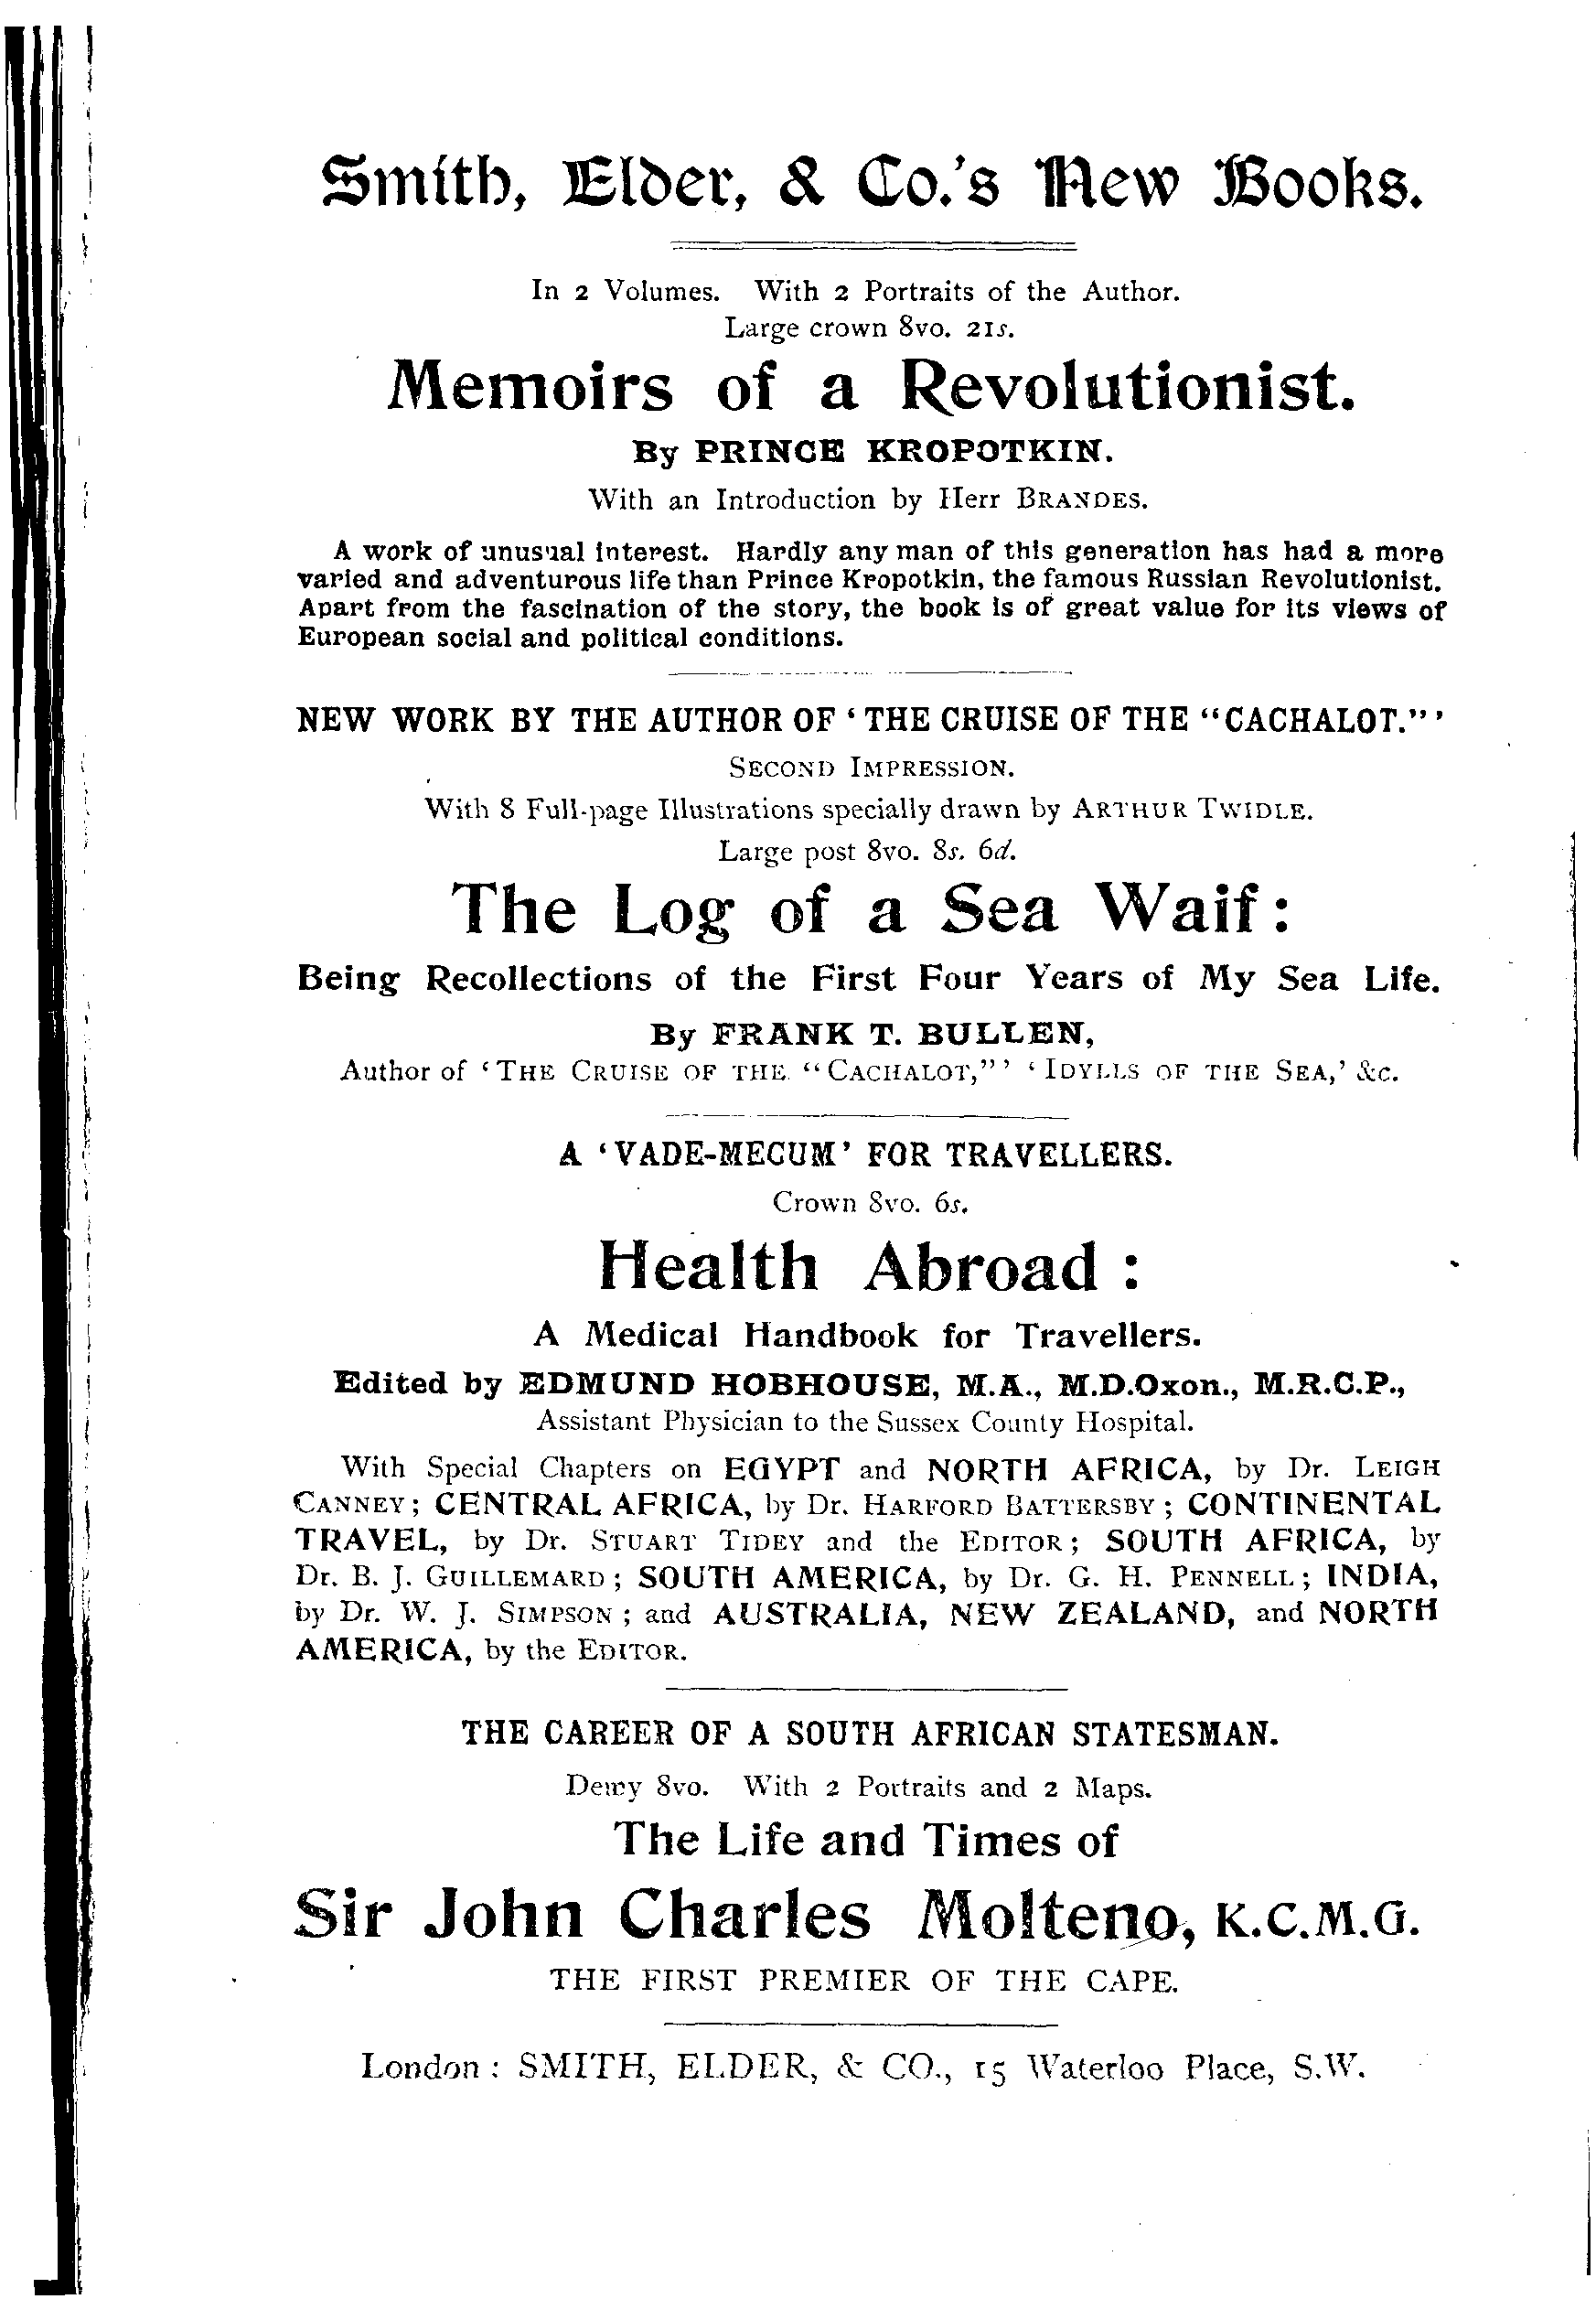 Smith, Elder, & Co.'s New Books.
In 2 Volumes. With 2 Portraits of the Author.
Large crown 8vo. 21s.
Memoirs of a Revolutionist.
By PRINCE KROPOTKIN.
With an Introduction by Herr BRANDES.
A work of unusual interest. Hardly any man of this generation has had a more
varied and adventurous life than Prince Kropotkin, the famous Russian Revolutionist.
Apart from the fascination of the story, the book is of great value for its views of
European social and political conditions.
NEW WORK BY THE AUTHOR OF 'THE CRUISE OF THE "CACHALOT."'
SECOND IMPRESSION.
With 8 Full-page Illustrations specially drawn by ARTHUR TWIDLE.
Large post 8vo. 8s. 6d.
The Log of a Sea Waif:
Being Recollections of the First Four Years of My Sea Life.
By FRANK T. BULLEN,
Author of 'THE CRUISE OF THE "CACHALOT,"' 'IDYLLS OF THE SEA,' &c.
A 'VADE-MECUM' FOR TRAVELLERS.
Crown 8vo. 6s.
Health Abroad:
A Medical Handbook for Travellers.
Edited by EDMUND HOBHOUSE, M.A., M.D.Oxon., M.R.C.P.,
Assistant Physician to the Sussex County Hospital.
With Special Chapters on EGYPT and NORTH AFRICA, by Dr. LEIGH
CANNEY; CENTRAL AFRICA, by Dr. HARFORD BATTERSBY; CONTINENTAL
TRAVEL, by Dr. STUART TIDEY and the EDITOR; SOUTH AFRICA, by
Dr. B. J. GUILLEMARD; SOUTH AMERICA, by Dr. G. H. PENNELL; INDIA,
by Dr. W. J. SIMPSON; and AUSTRALIA, NEW ZEALAND, and NORTH
AMERICA, by the EDITOR.
THE CAREER OF A SOUTH AFRICAN STATESMAN.
Demy 8vo. With 2 Portraits and 2 Maps.
The Life and Times of
Sir John Charles Molteno, K.C.M.G.
THE FIRST PREMIER OF THE CAPE.
London: SMITH, ELDER, & CO., 15 Waterloo Place, S.W.